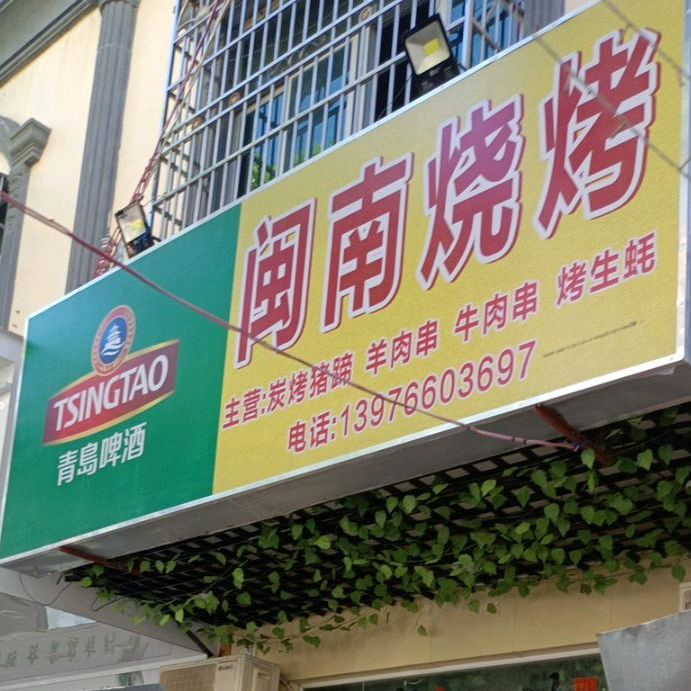 闽南烧烤
TSINGTAO
青島啤酒
主营:炭烤猪蹄 羊肉串 牛肉串 烤生蚝
电话:13976603697